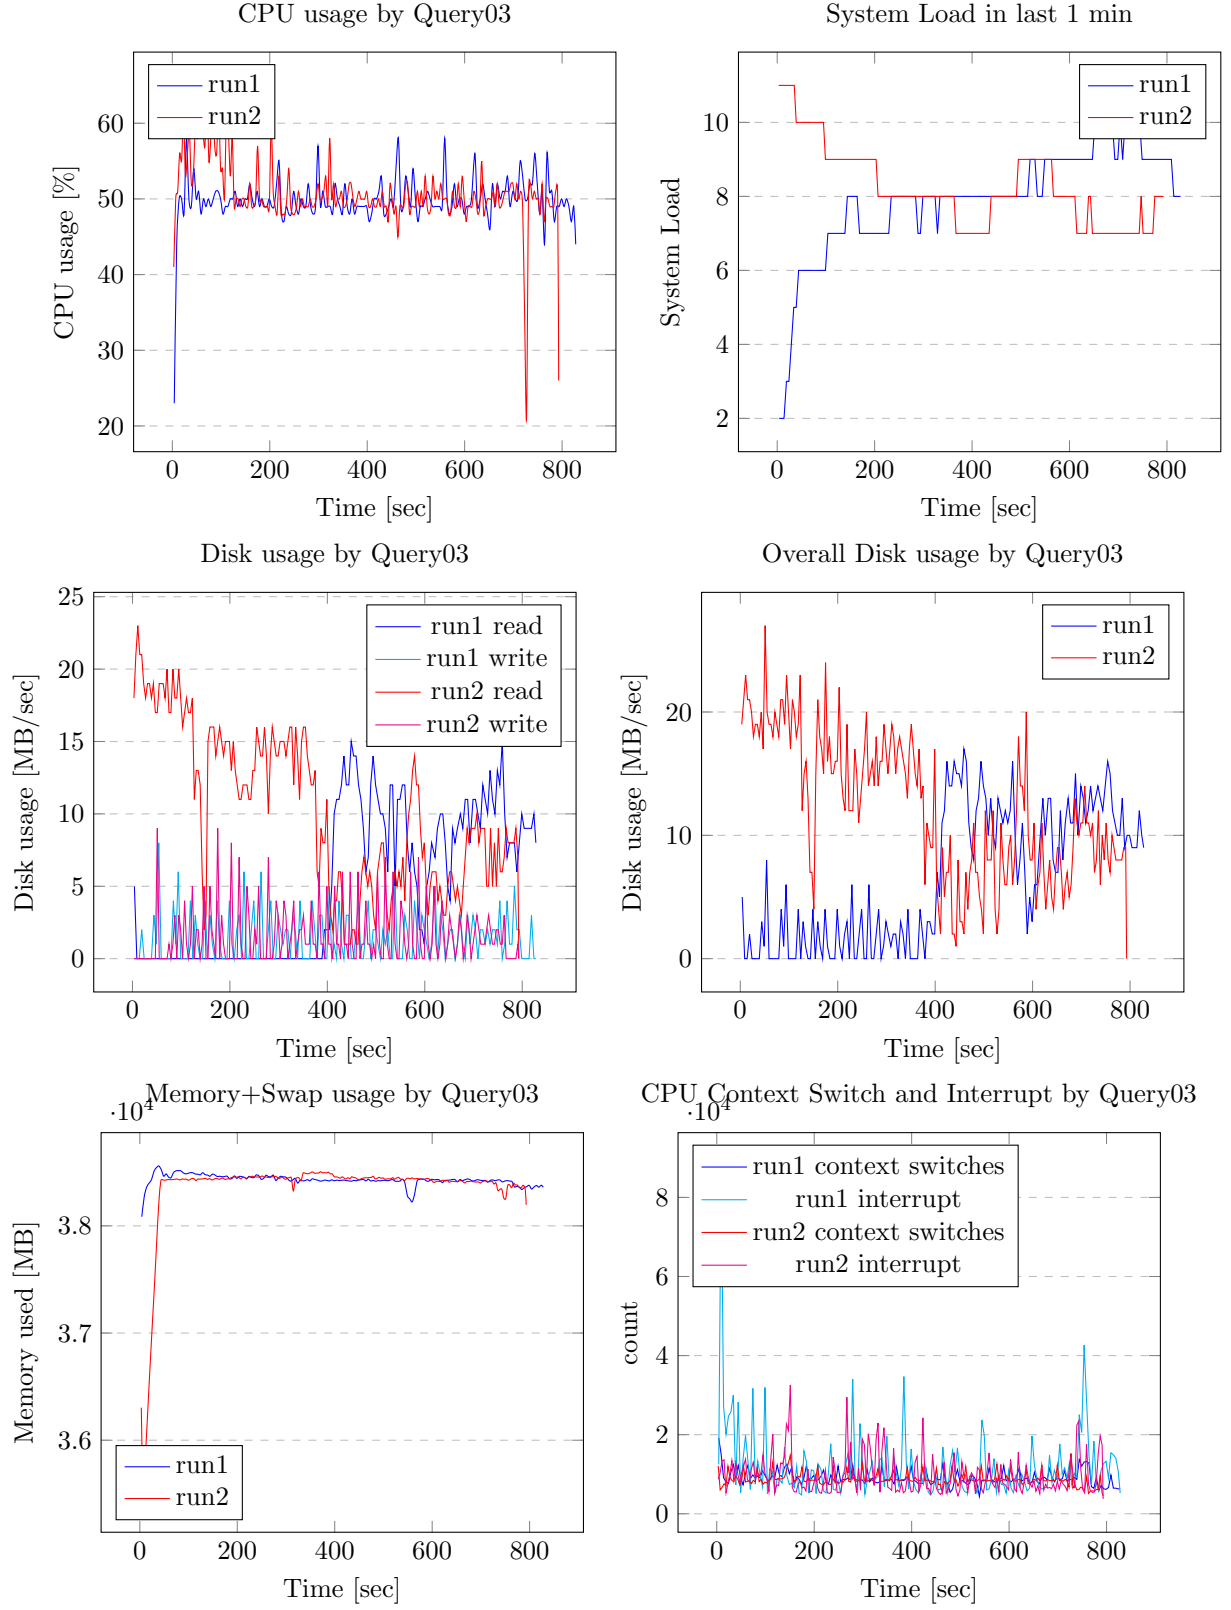 CPU usage by Query03
run1
run2
CPU usage [%]
60
50
40
30
20
0 200 400 600 800
Time [sec]
System Load in last 1 min
run1
run2
System Load
10
8
6
4
2
0 200 400 600 800
Time [sec]
Disk usage by Query03
run1 read
run1 write
run2 read
run2 write
Disk usage [MB/sec]
25
20
15
10
5
0
0 200 400 600 800
Time [sec]
Overall Disk usage by Query03
run1
run2
Disk usage [MB/sec]
20
10
0
0 200 400 600 800
Time [sec]
Memory+Swap usage by Query03
·10⁴
Memory used [MB]
3.8
3.7
3.6
run1
run2
0 200 400 600 800
Time [sec]
CPU Context Switch and Interrupt by Query03
·10⁴
run1 context switches
run1 interrupt
run2 context switches
run2 interrupt
count
8
6
4
2
0
0 200 400 600 800
Time [sec]